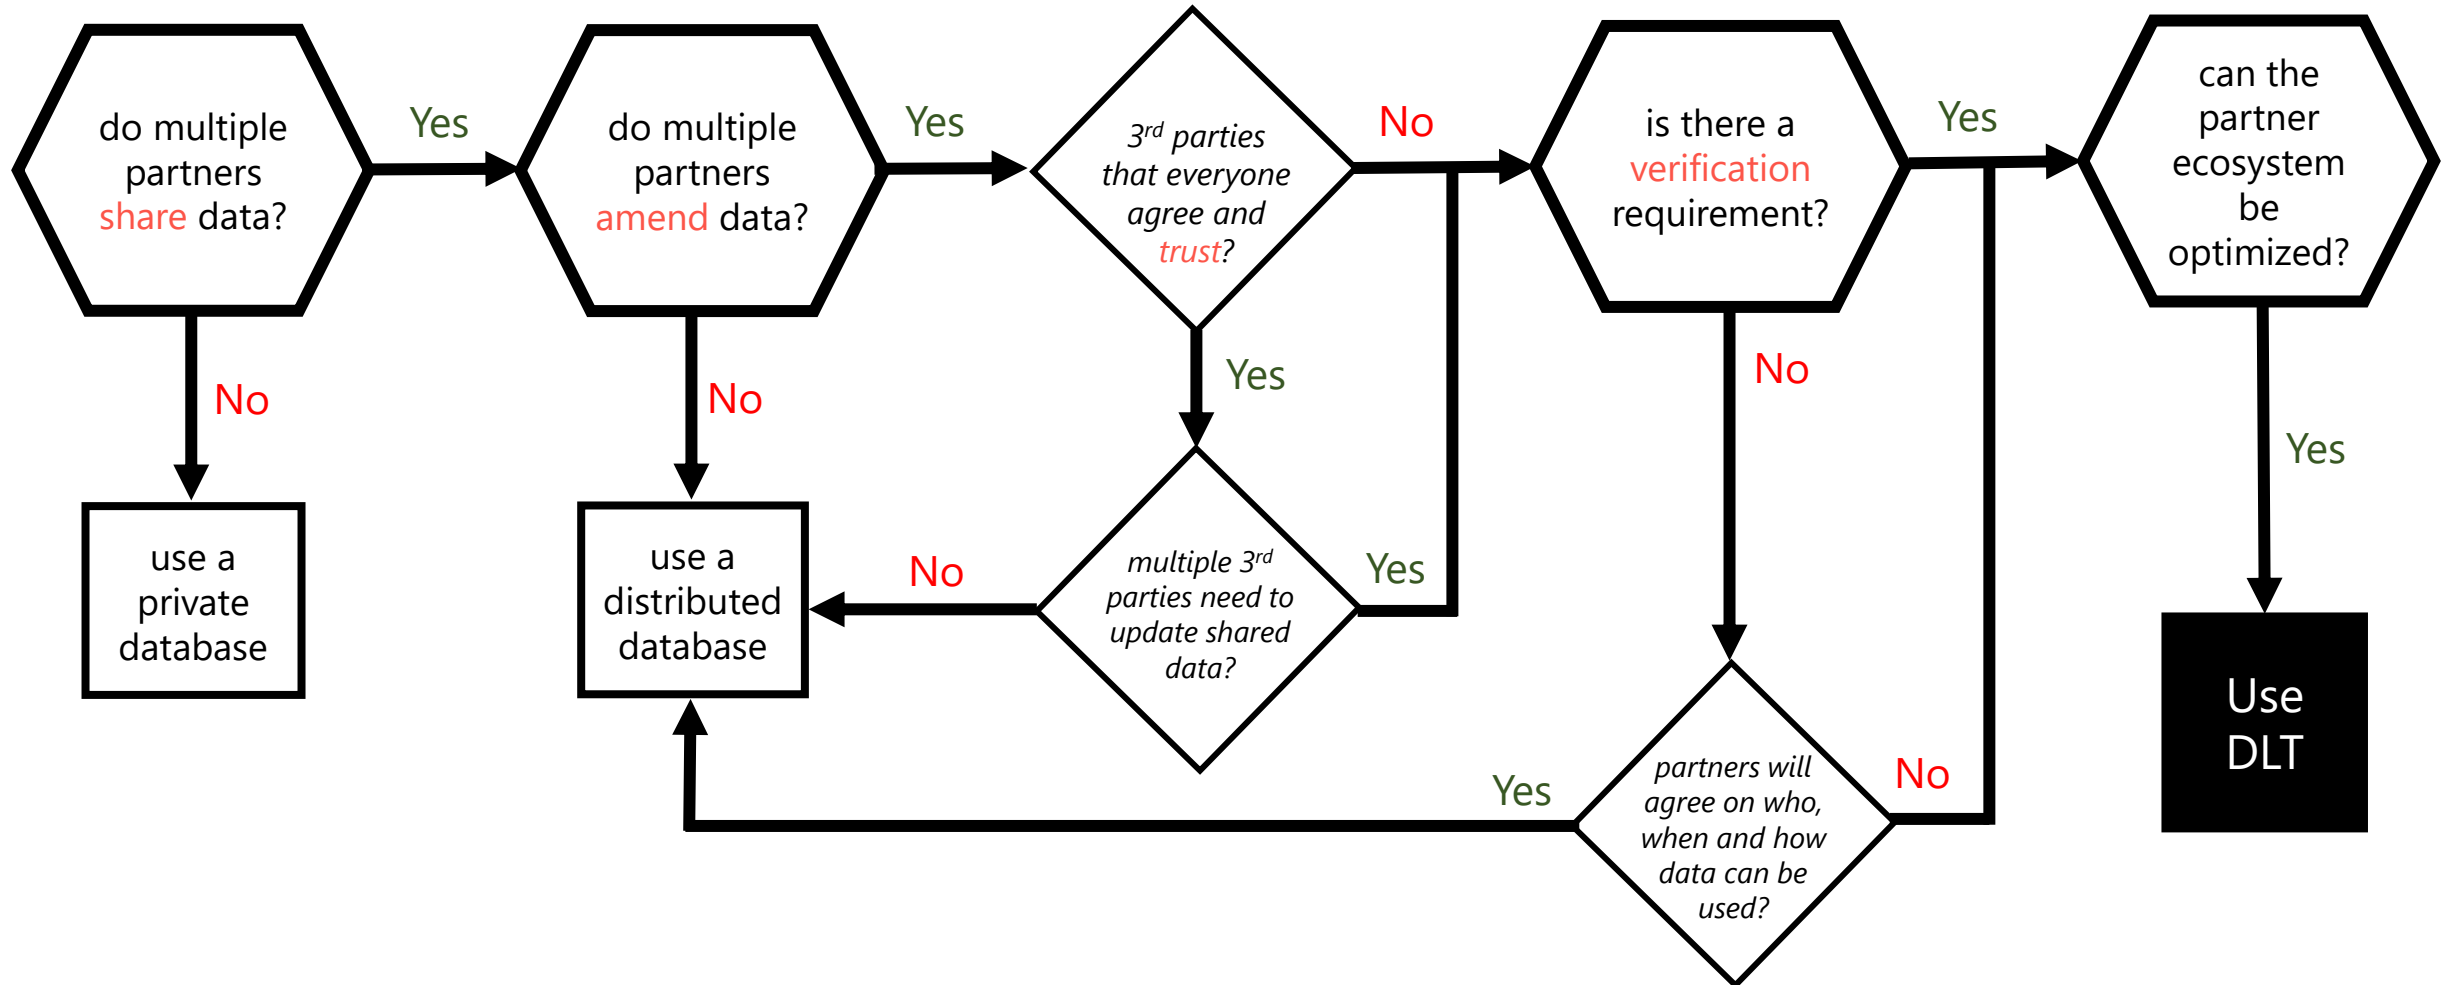 do multiple
partners
share data?
Yes
No
use a
private
database
do multiple
partners
amend data?
Yes
No
use a
distributed
database
3rd parties
that everyone
agree and
trust?
No
Yes
multiple 3rd
parties need to
update shared
data?
No
Yes
is there a
verification
requirement?
Yes
No
partners will
agree on who,
when and how
data can be
used?
Yes
No
can the
partner
ecosystem
be
optimized?
Yes
Use
DLT